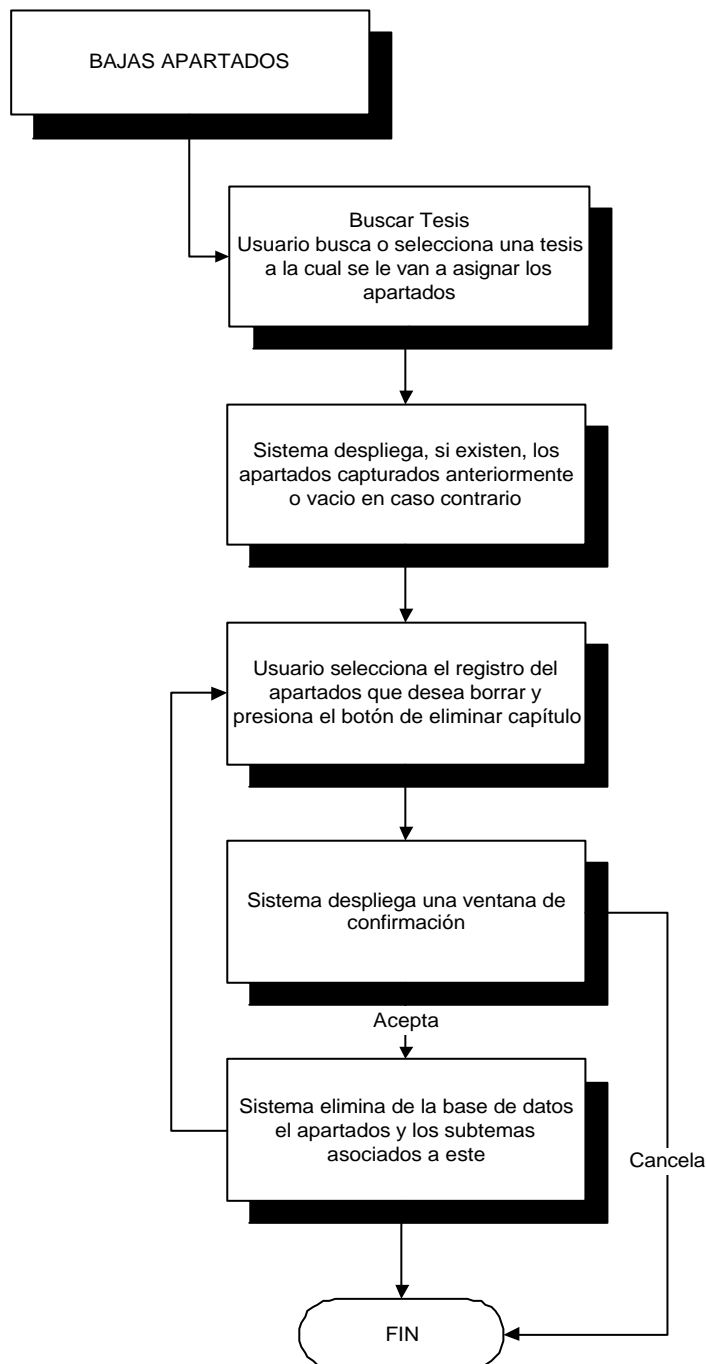 BAJAS APARTADOS
Buscar Tesis
Usuario busca o selecciona una tesis
a la cual se le van a asignar los
apartados
Sistema despliega, si existen, los
apartados capturados anteriormente
o vacio en caso contrario
Usuario selecciona el registro del
apartados que desea borrar y
presiona el botón de eliminar capítulo
Sistema despliega una ventana de
confirmación
Acepta
Sistema elimina de la base de datos
el apartados y los subtemas
asociados a este
Cancela
FIN